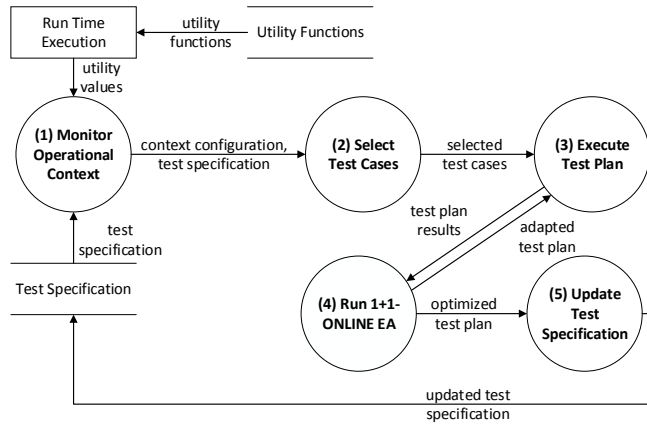 Run Time
Execution
utility
functions
Utility Functions
utility
values
(1) Monitor
Operational
Context
context configuration,
test specification
(2) Select
Test Cases
selected
test cases
(3) Execute
Test Plan
test
specification
test plan
results
adapted
test plan
Test Specification
(4) Run 1+1-
ONLINE EA
optimized
test plan
(5) Update
Test
Specification
updated test
specification